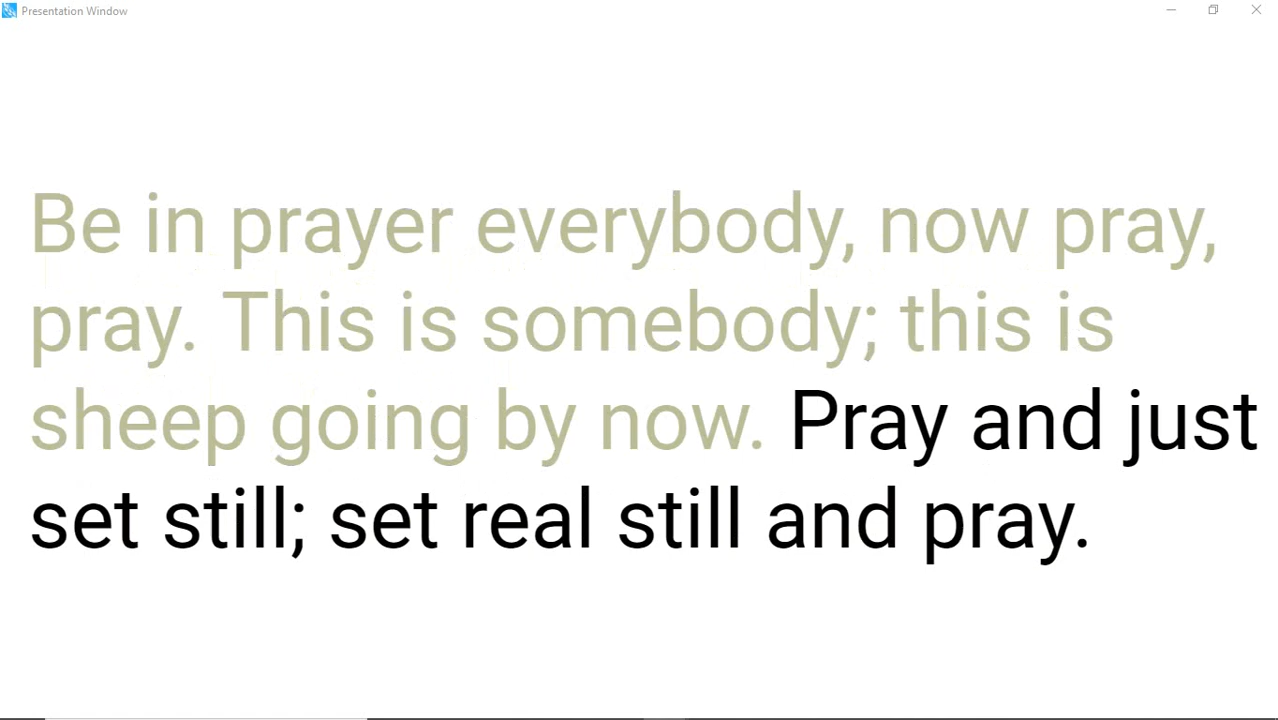 Presentation Window
Be in prayer everybody, now pray,
pray. This is somebody; this is
sheep going by now. Pray and just
set still; set real still and pray.